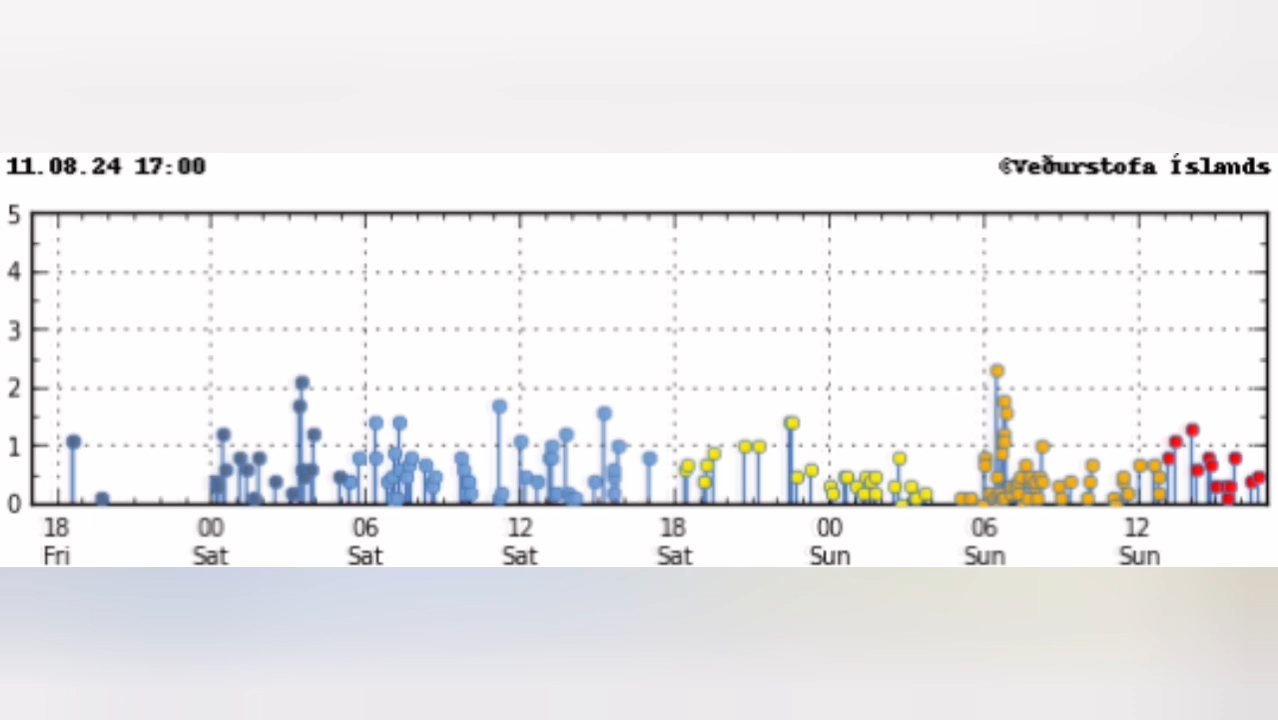 11.08.24 17:00
©Veðurstofa Íslands
5
4
3
2
1
0
18 00 06 12 18 00 06 12
Fri Sat Sat Sat Sat Sun Sun Sun